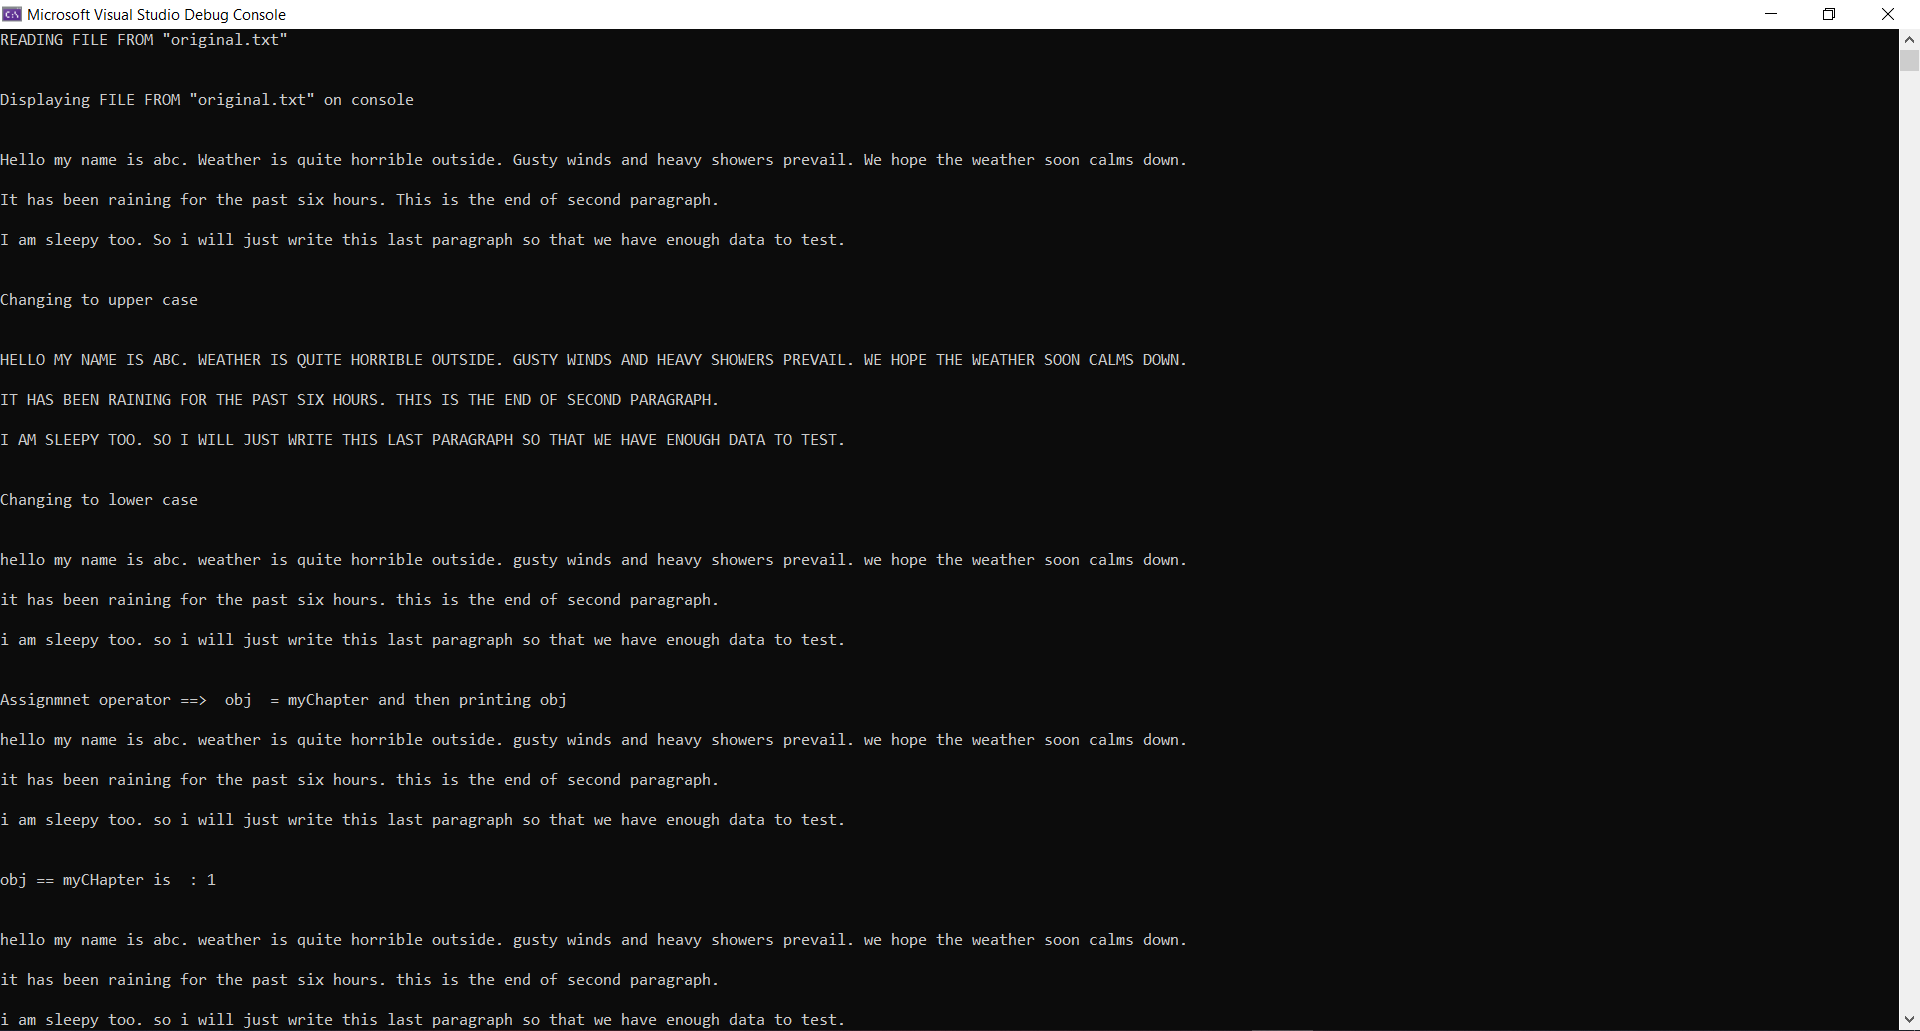 Microsoft Visual Studio Debug Console
READING FILE FROM "original.txt"
Displaying FILE FROM "original.txt" on console
Hello my name is abc. Weather is quite horrible outside. Gusty winds and heavy showers prevail. We hope the weather soon calms down.
It has been raining for the past six hours. This is the end of second paragraph.
I am sleepy too. So i will just write this last paragraph so that we have enough data to test.
Changing to upper case
HELLO MY NAME IS ABC. WEATHER IS QUITE HORRIBLE OUTSIDE. GUSTY WINDS AND HEAVY SHOWERS PREVAIL. WE HOPE THE WEATHER SOON CALMS DOWN.
IT HAS BEEN RAINING FOR THE PAST SIX HOURS. THIS IS THE END OF SECOND PARAGRAPH.
I AM SLEEPY TOO. SO I WILL JUST WRITE THIS LAST PARAGRAPH SO THAT WE HAVE ENOUGH DATA TO TEST.
Changing to lower case
hello my name is abc. weather is quite horrible outside. gusty winds and heavy showers prevail. we hope the weather soon calms down.
it has been raining for the past six hours. this is the end of second paragraph.
i am sleepy too. so i will just write this last paragraph so that we have enough data to test.
Assignmnet operator ==>  obj  = myChapter and then printing obj
hello my name is abc. weather is quite horrible outside. gusty winds and heavy showers prevail. we hope the weather soon calms down.
it has been raining for the past six hours. this is the end of second paragraph.
i am sleepy too. so i will just write this last paragraph so that we have enough data to test.
obj == myCHapter is  : 1
hello my name is abc. weather is quite horrible outside. gusty winds and heavy showers prevail. we hope the weather soon calms down.
it has been raining for the past six hours. this is the end of second paragraph.
i am sleepy too. so i will just write this last paragraph so that we have enough data to test.